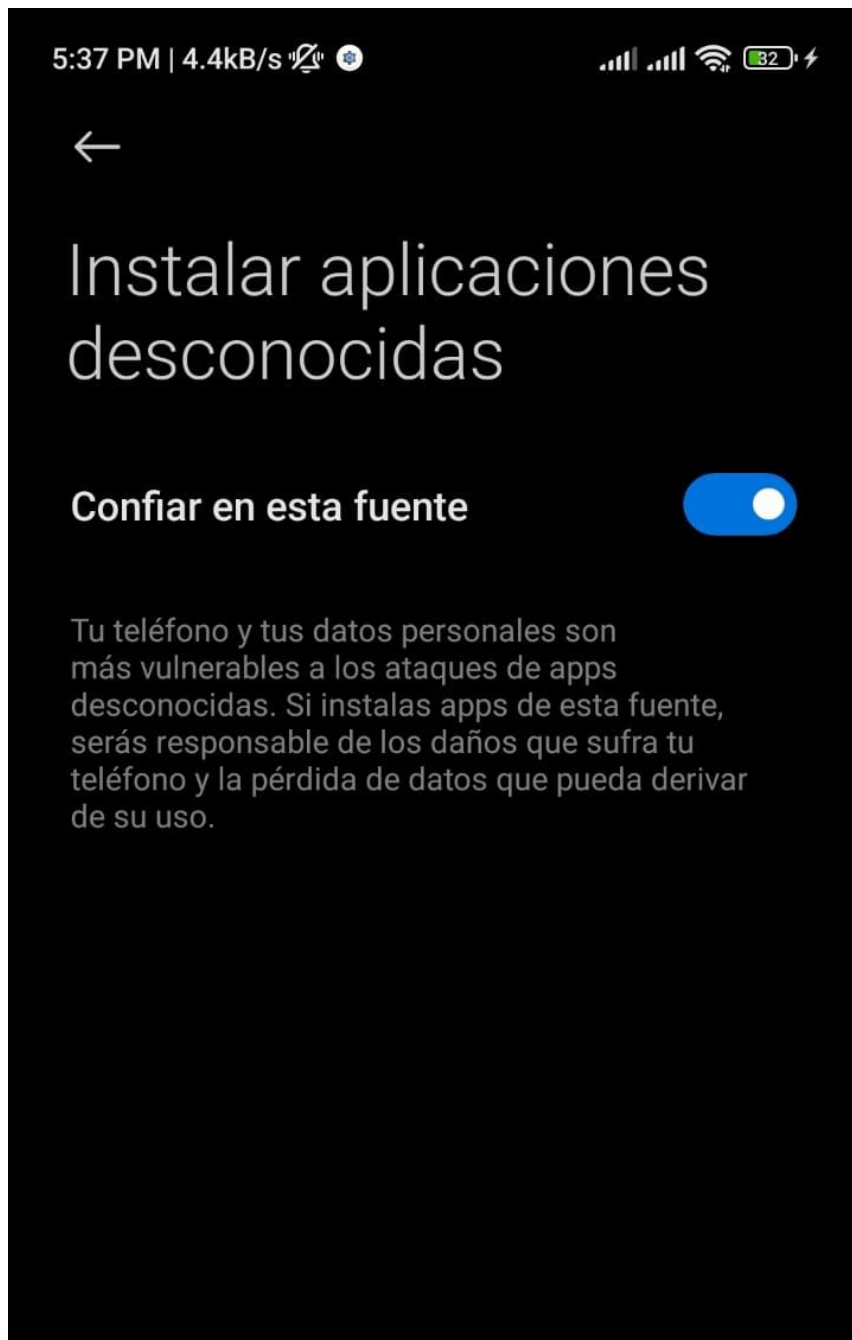 5:37 PM | 4.4kB/s
32
Instalar aplicaciones
desconocidas
Confiar en esta fuente
Tu teléfono y tus datos personales son
más vulnerables a los ataques de apps
desconocidas. Si instalas apps de esta fuente,
serás responsable de los daños que sufra tu
teléfono y la pérdida de datos que pueda derivar
de su uso.